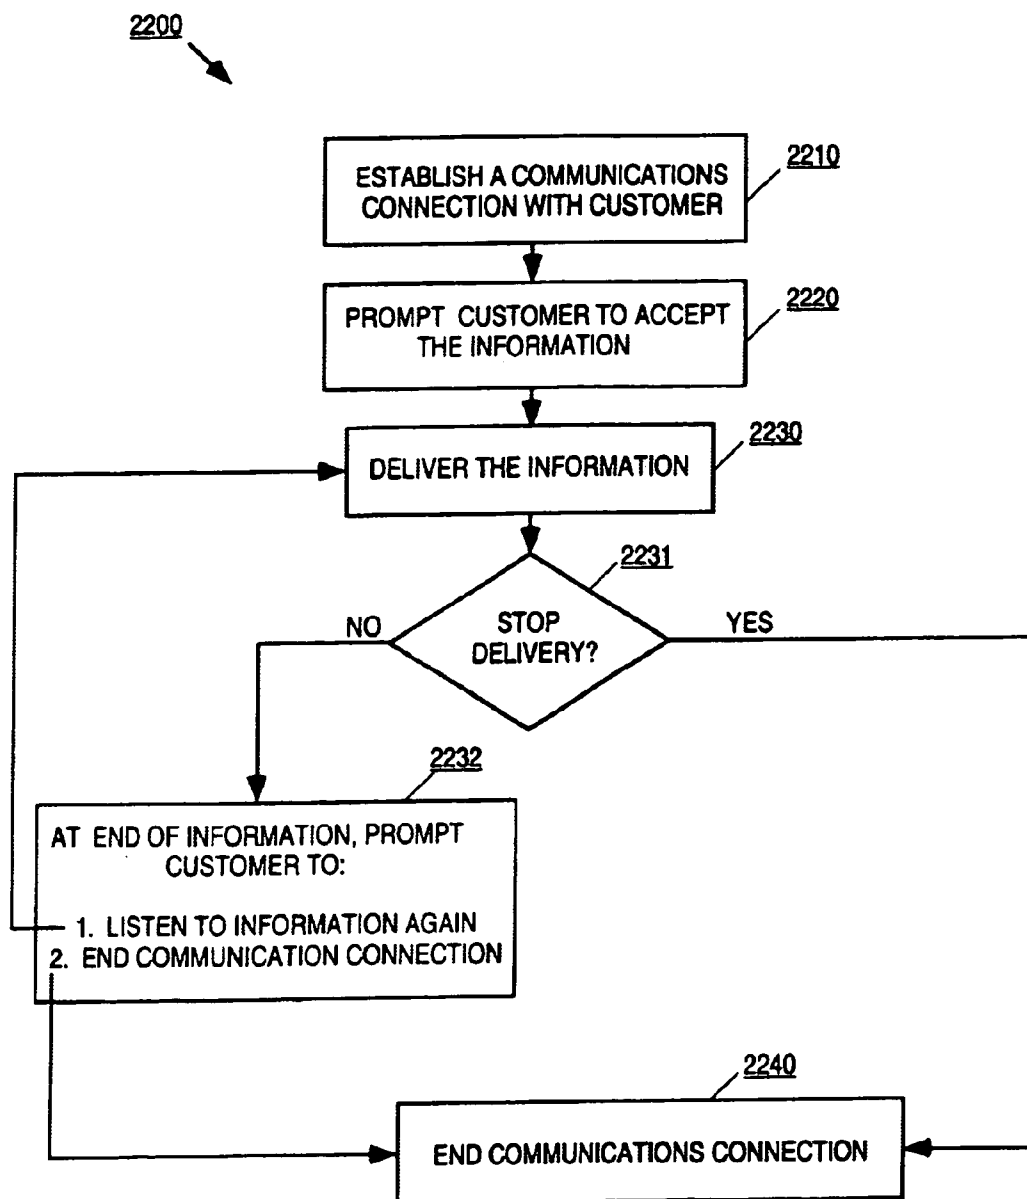 2200
2210
ESTABLISH A COMMUNICATIONS
CONNECTION WITH CUSTOMER
2220
PROMPT CUSTOMER TO ACCEPT
THE INFORMATION
2230
DELIVER THE INFORMATION
2231
NO
STOP
DELIVERY?
YES
2232
AT END OF INFORMATION, PROMPT
CUSTOMER TO:
1. LISTEN TO INFORMATION AGAIN
2. END COMMUNICATION CONNECTION
2240
END COMMUNICATIONS CONNECTION